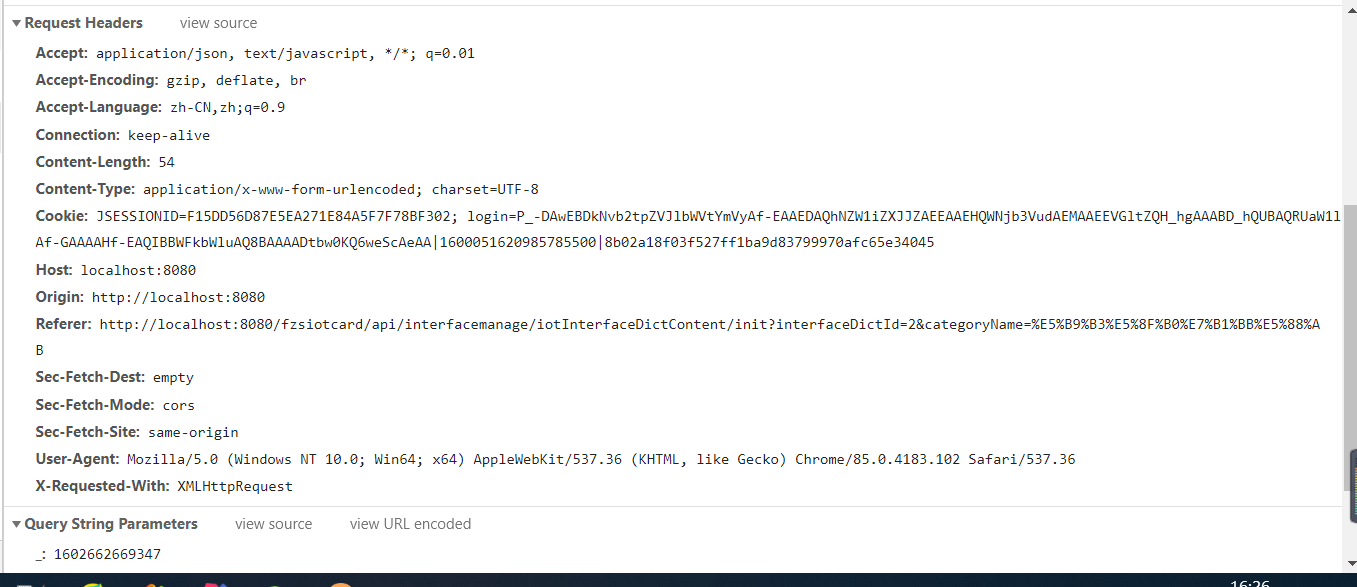 Request Headers view source
Accept: application/json, text/javascript, */*; q=0.01
Accept-Encoding: gzip, deflate, br
Accept-Language: zh-CN,zh;q=0.9
Connection: keep-alive
Content-Length: 54
Content-Type: application/x-www-form-urlencoded; charset=UTF-8
Cookie: JSESSIONID=F15DD56D87E5EA271E84A5F7F78BF302; login=P_-DAwEBDkNvb2tpZVJlbWVtYmVyAf-EAAEDAQhNZW1iZXJJZAEEAAEHQWNjb3VudAEMAAEEVGltZQH_hgAAABD_hQUBAQRUaW1l
Af-GAAAAHf-EAQIBBWFkbWluAQ8BAAAADtbw0KQ6weScAeAA|1600051620985785500|8b02a18f03f527ff1ba9d83799970afc65e34045
Host: localhost:8080
Origin: http://localhost:8080
Referer: http://localhost:8080/fzsiotcard/api/interfacemanage/iotInterfaceDictContent/init?interfaceDictId=2&categoryName=%E5%B9%B3%E5%8F%B0%E7%B1%BB%E5%88%A
B
Sec-Fetch-Dest: empty
Sec-Fetch-Mode: cors
Sec-Fetch-Site: same-origin
User-Agent: Mozilla/5.0 (Windows NT 10.0; Win64; x64) AppleWebKit/537.36 (KHTML, like Gecko) Chrome/85.0.4183.102 Safari/537.36
X-Requested-With: XMLHttpRequest
Query String Parameters view source view URL encoded
_: 1602662669347
16:26